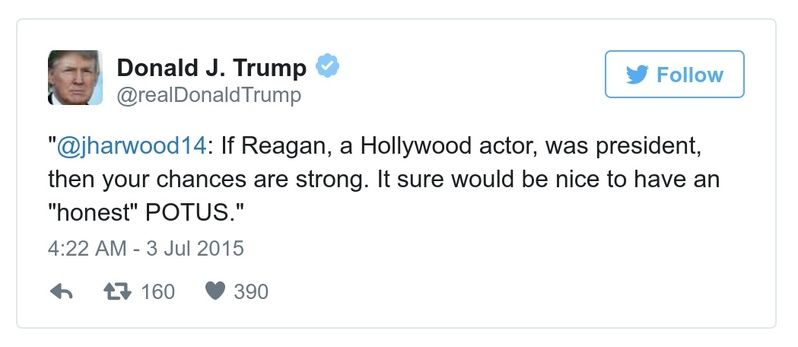 Donald J. Trump
@realDonaldTrump
Follow
"@jharwood14: If Reagan, a Hollywood actor, was president,
then your chances are strong. It sure would be nice to have an
"honest" POTUS."
4:22 AM - 3 Jul 2015
160 390